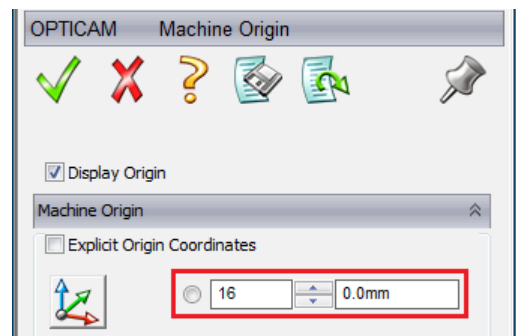 OPTICAM Machine Origin
?
Display Origin
Machine Origin
Explicit Origin Coordinates
16 0.0mm